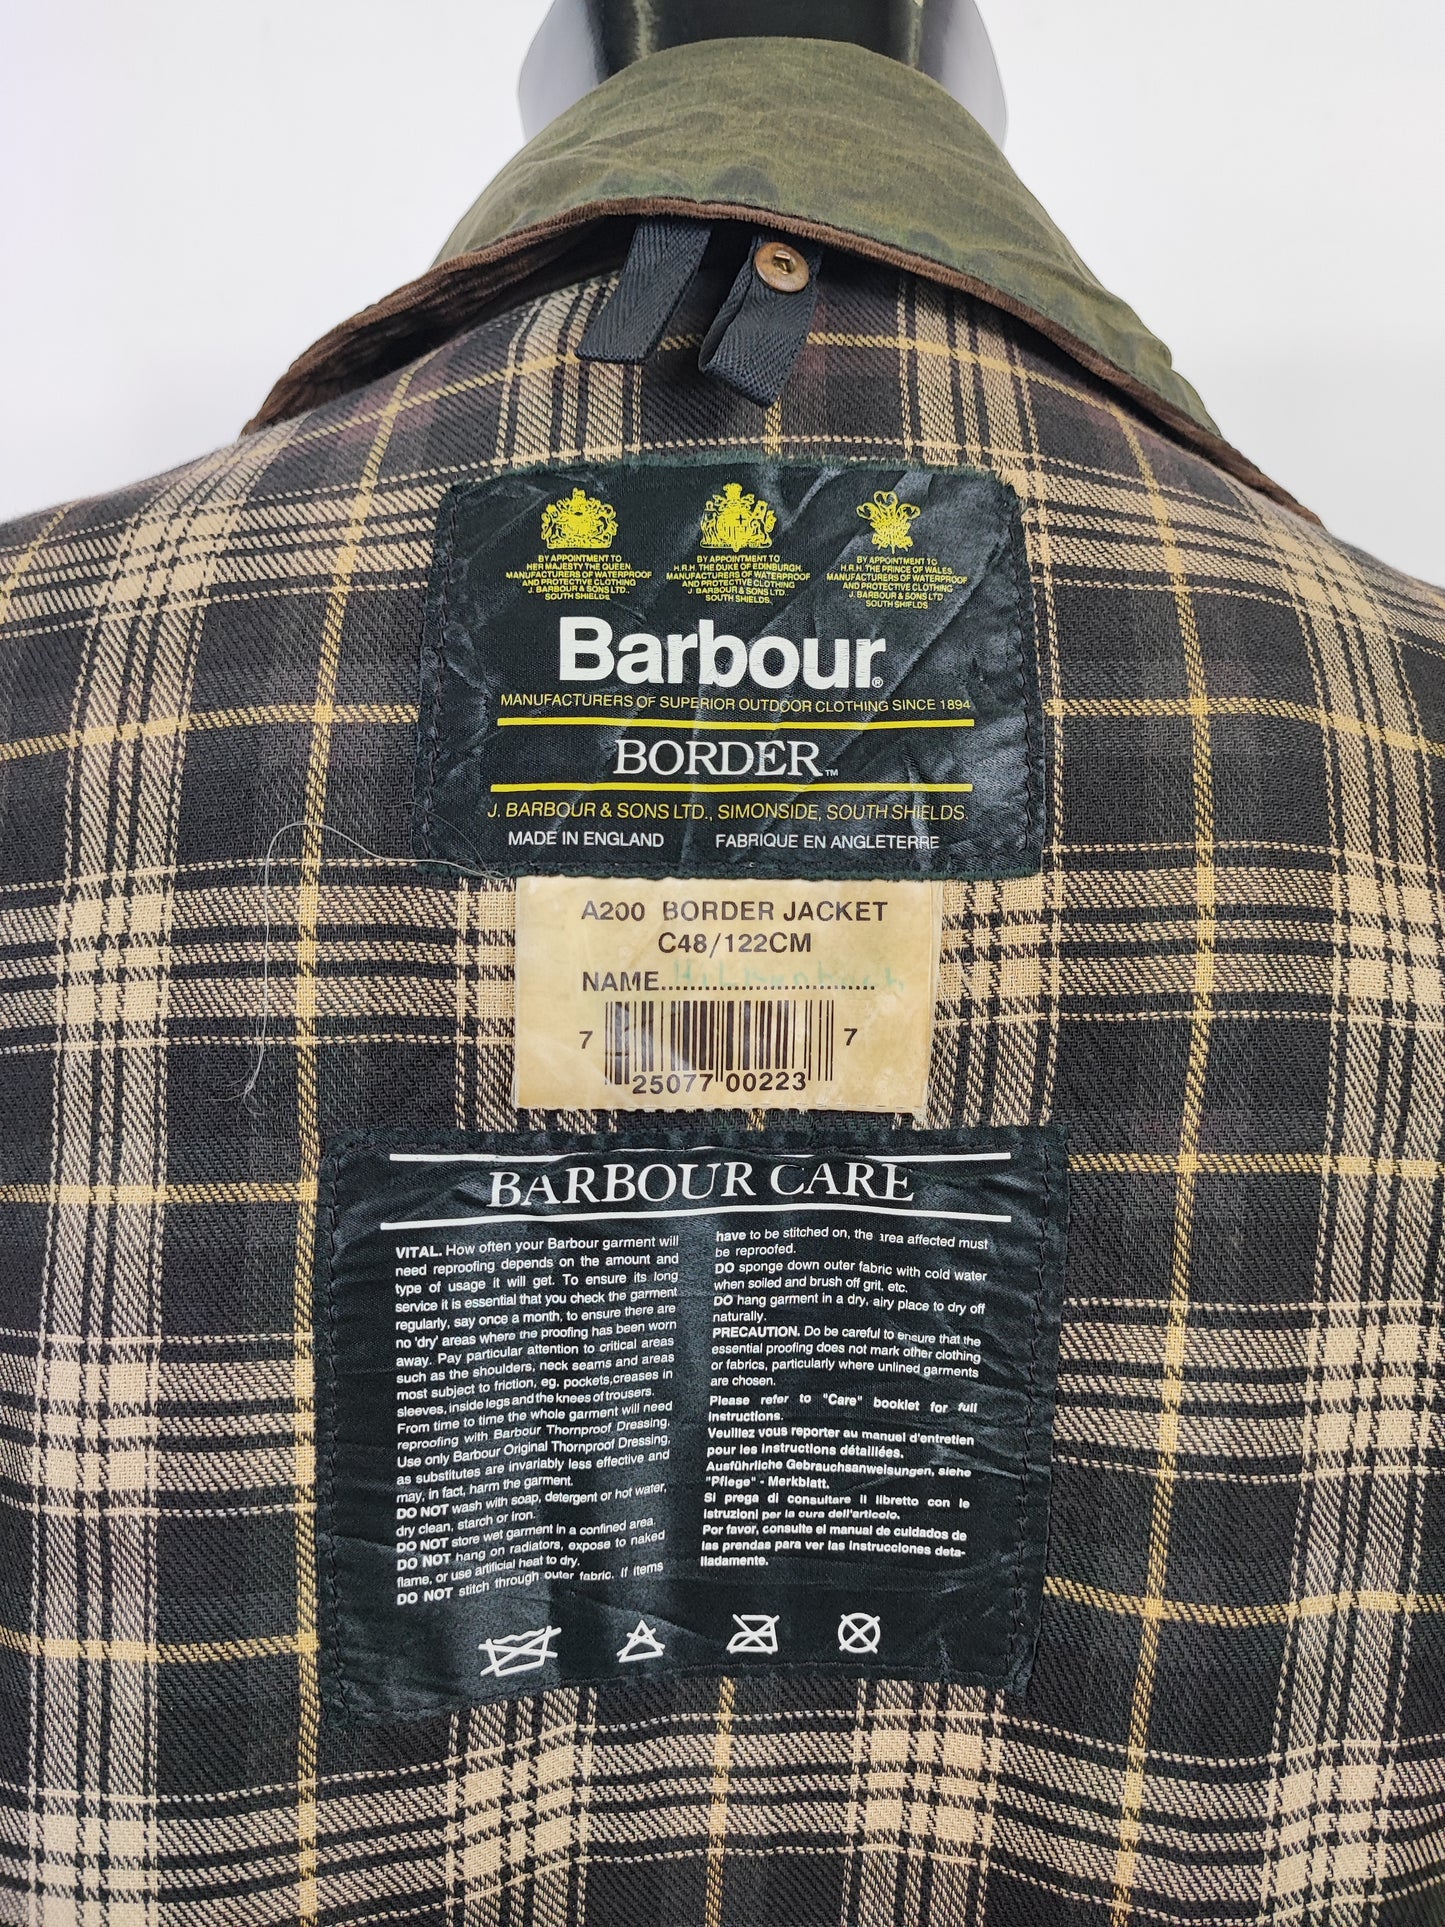 BY APPOINTMENT TO
HER MAJESTY THE QUEEN
MANUFACTURERS OF WATERPROOF
AND PROTECTIVE CLOTHING
J. BARBOUR & SONS LTD.,
SOUTH SHIELDS
BY APPOINTMENT TO
H.R.H. THE DUKE OF EDINBURGH
MANUFACTURERS OF WATERPROOF
AND PROTECTIVE CLOTHING
J. BARBOUR & SONS LTD.
SOUTH SHIELDS.
BY APPOINTMENT TO
H.R.H. THE PRINCE OF WALES
MANUFACTURERS OF WATERPROOF
AND PROTECTIVE CLOTHING
J. BARBOUR & SONS LTD
SOUTH SHIELDS
Barbour®
MANUFACTURERS OF SUPERIOR OUTDOOR CLOTHING SINCE 1894
BORDER™
J. BARBOUR & SONS LTD., SIMONSIDE, SOUTH SHIELDS.
MADE IN ENGLAND FABRIQUE EN ANGLETERRE
A200 BORDER JACKET
C48/122CM
NAME
7 25077 00223 7
BARBOUR CARE
VITAL. How often your Barbour garment will
need reproofing depends on the amount and
type of usage it will get. To ensure its long
service it is essential that you check the garment
regularly, say once a month, to ensure there are
no 'dry' areas where the proofing has been worn
away. Pay particular attention to critical areas
such as the shoulders, neck seams and areas
most subject to friction, eg. pockets,creases in
sleeves, inside legs and the knees of trousers.
From time to time the whole garment will need
reproofing with Barbour Thornproof Dressing,
Use only Barbour Original Thornproof Dressing,
as substitutes are invariably less effective and
may, in fact, harm the garment.
DO NOT wash with soap, detergent or hot water,
dry clean, starch or iron.
DO NOT store wet garment in a confined area.
DO NOT hang on radiators, expose to naked
flame, or use artificial heat to dry.
DO NOT stitch through outer fabric. If items
have to be stitched on, the area affected must
be reproofed.
DO sponge down outer fabric with cold water
when soiled and brush off grit, etc.
DO hang garment in a dry, airy place to dry off
naturally.
PRECAUTION. Do be careful to ensure that the
essential proofing does not mark other clothing
or fabrics, particularly where unlined garments
are chosen.
Please refer to "Care" booklet for full
instructions.
Veuillez vous reporter au manuel d'entretien
pour les instructions détaillées.
Ausführliche Gebrauchsanweisungen, siehe
"Pflege" - Merkblatt.
Si prega di consultare il libretto con le
istruzioni per la cura dell'articolo.
Por favor, consulte el manual de cuidados de
las prendas para ver las instrucciones deta-
lladamente.